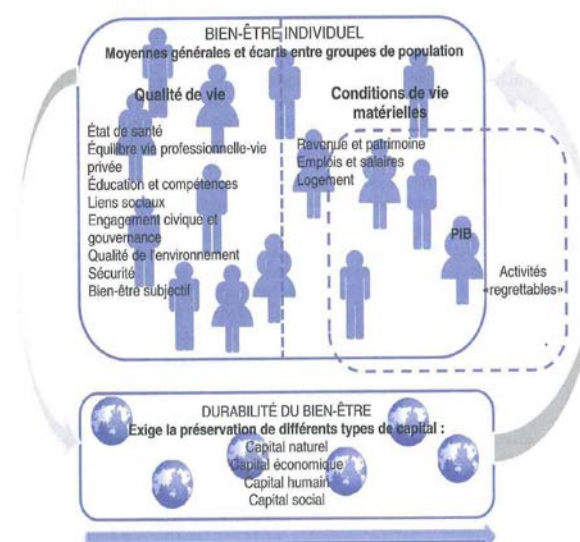 BIEN-ÊTRE INDIVIDUEL
Moyennes générales et écarts entre groupes de population
Qualité de vie
État de santé
Équilibre vie professionnelle-vie
privée
Éducation et compétences
Liens sociaux
Engagement civique et
gouvernance
Qualité de l'environnement
Sécurité
Bien-être subjectif
Conditions de vie
matérielles
Revenue et patrimoine
Emplois et salaires
Logement
PIB
Activités
«regrettables»
DURABILITÉ DU BIEN-ÊTRE
Exige la préservation de différents types de capital :
Capital naturel
Capital économique
Capital humain
Capital social